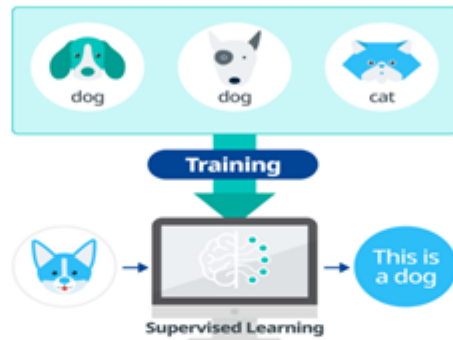 dog
dog
cat
Training
This is
a dog
Supervised Learning